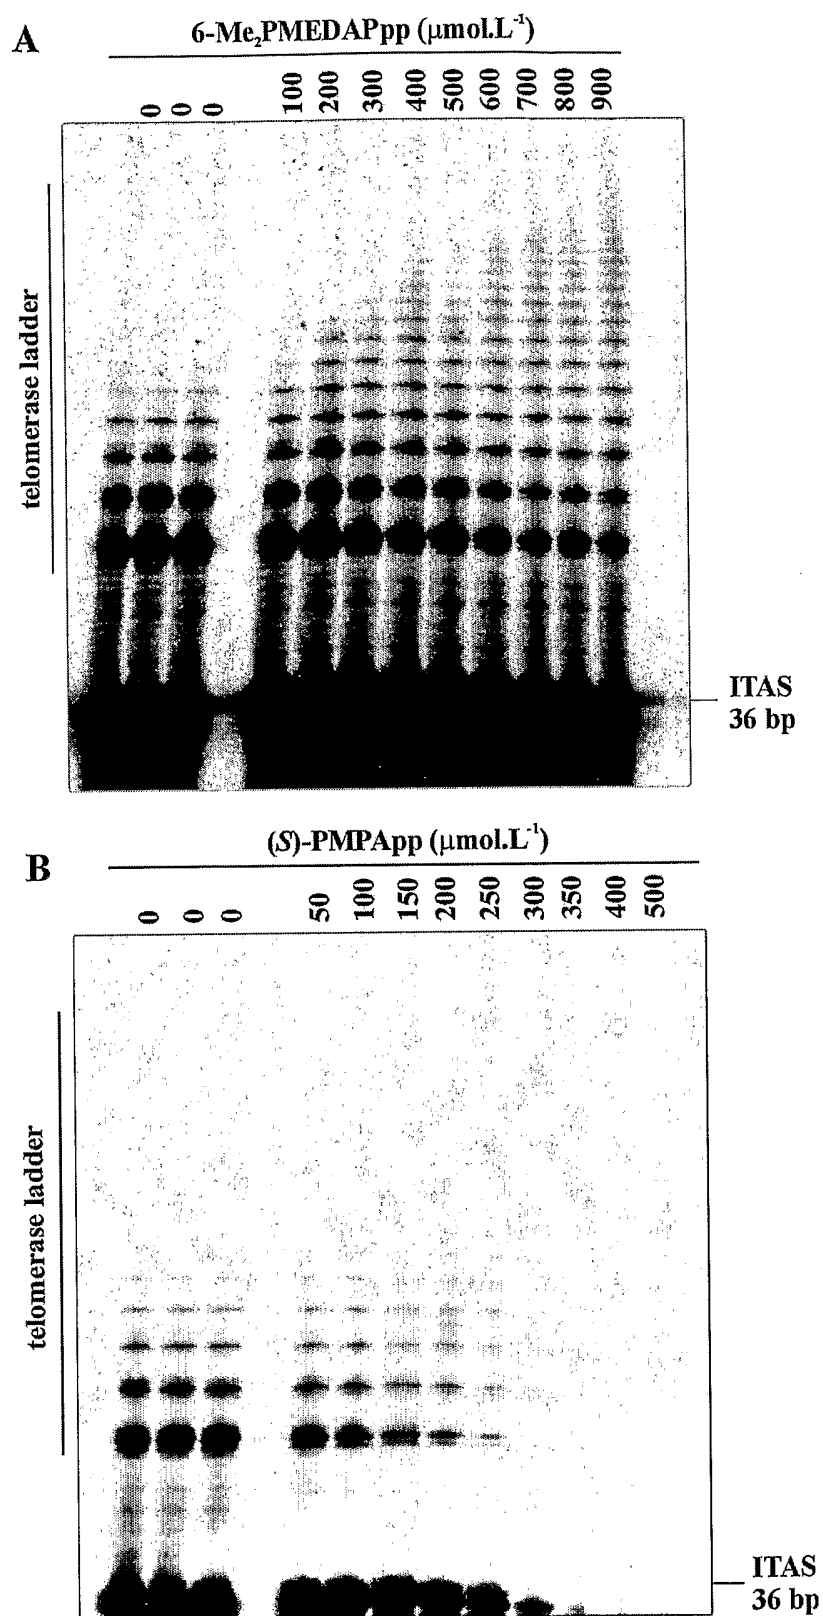 A
6-Me₂PMEDAPpp (µmol.L⁻¹)
0 0 0 100 200 300 400 500 600 700 800 900
telomerase ladder
ITAS
36 bp
B
(S)-PMPApp (µmol.L⁻¹)
0 0 0 50 100 150 200 250 300 350 400 500
telomerase ladder
ITAS
36 bp